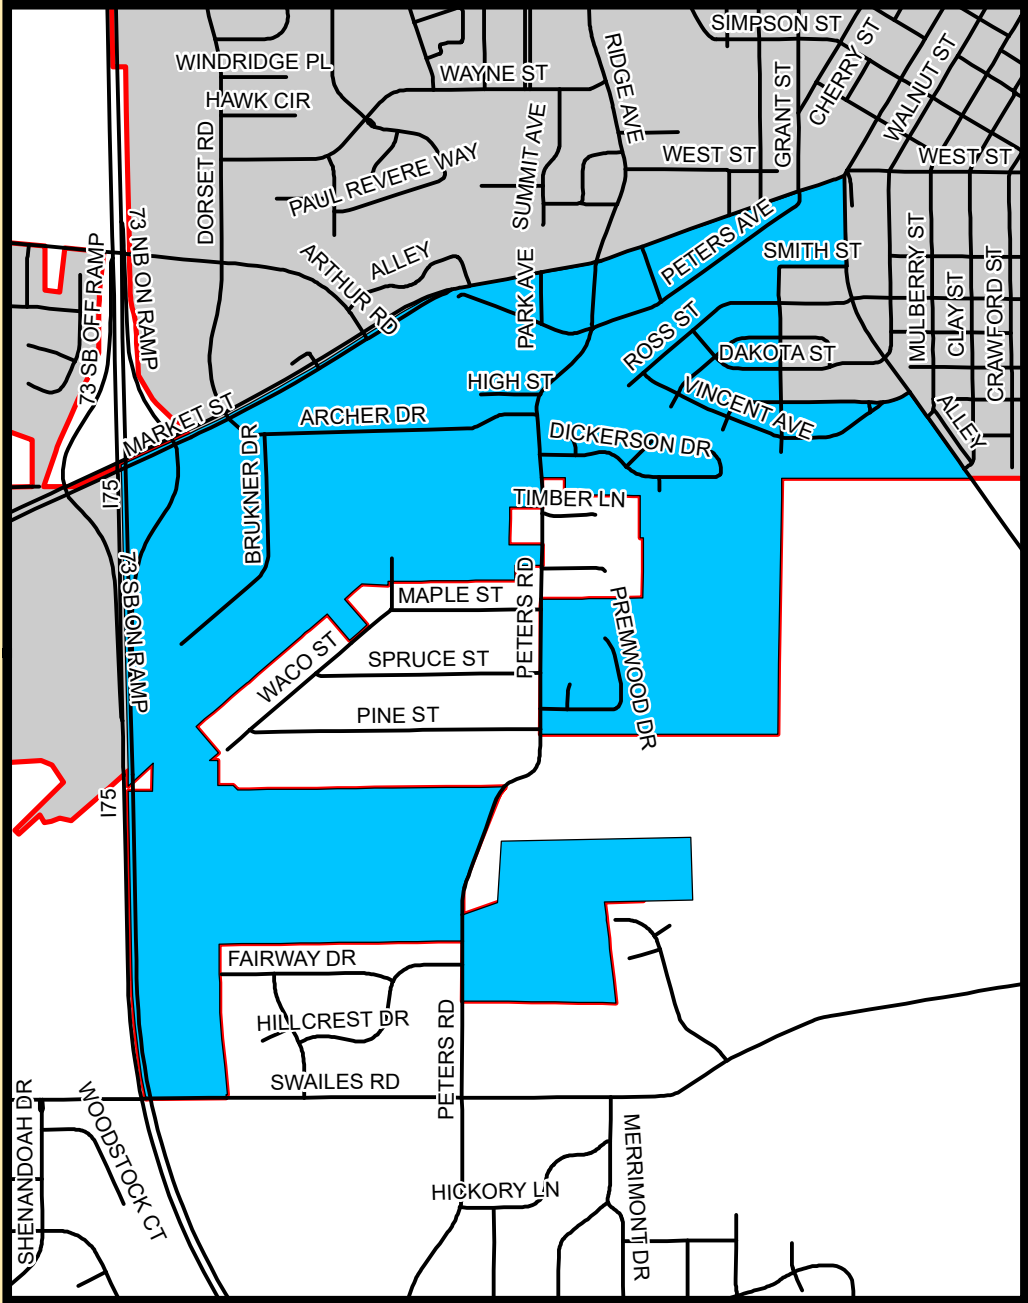 SIMPSON ST
WINDRIDGE PL
WAYNE ST
RIDGE AVE
GRANT ST
CHERRY ST
WALNUT ST
HAWK CIR
DORSET RD
PAUL REVERE WAY
SUMMIT AVE
WEST ST
WEST ST
73 NB ON RAMP
73 SB OFF RAMP
ARTHUR RD
ALLEY
PARK AVE
PETERS AVE
SMITH ST
MULBERRY ST
CLAY ST
CRAWFORD ST
ROSS ST
DAKOTA ST
HIGH ST
VINCENT AVE
MARKET ST
ARCHER DR
BRUKNER DR
DICKERSON DR
ALLEY
I75
TIMBER LN
73 SB ON RAMP
MAPLE ST
PETERS RD
PREMWOOD DR
WACO ST
SPRUCE ST
PINE ST
I75
FAIRWAY DR
HILLCREST DR
PETERS RD
SWAILES RD
SHENANDOAH DR
WOODSTOCK CT
MERRIMONT DR
HICKORY LN